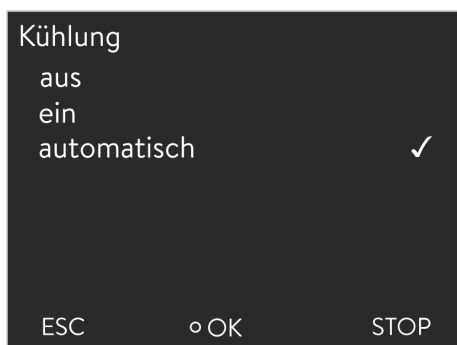 Kühlung
aus
ein
automatisch ✓
ESC ○ OK STOP